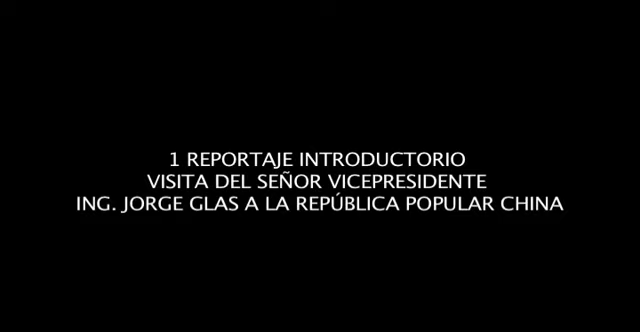 1 REPORTAJE INTRODUCTORIO
VISITA DEL SEÑOR VICEPRESIDENTE
ING. JORGE GLAS A LA REPÚBLICA POPULAR CHINA